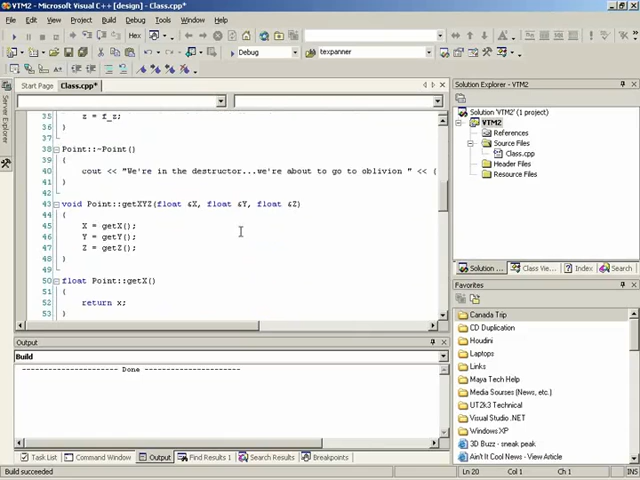 VTM2 - Microsoft Visual C++ [design] - Class.cpp*
File Edit View Project Build Debug Tools Window Help
Hex
Debug texpanner
Start Page Class.cpp*
35 z = f_z;
36 }
37
38 Point::~Point()
39 {
40 cout << "We're in the destructor...we're about to go to oblivion " << (
41 }
42
43 void Point::getXYZ(float &X, float &Y, float &Z)
44 {
45 X = getX();
46 Y = getY();
47 Z = getZ();
48 }
49
50 float Point::getX()
51 {
52 return x;
53 }
Output
Build
---------------------- Done ----------------------
Task List Command Window Output Find Results 1 Search Results Breakpoints
Build succeeded
Ln 20 Col 1 Ch 1 INS
Server Explorer
Solution Explorer - VTM2
Solution 'VTM2' (1 project)
VTM2
References
Source Files
Class.cpp
Header Files
Resource Files
Solution ... Class Vie... Index Search
Favorites
Canada Trip
CD Duplication
Houdini
Laptops
Links
Maya Tech Help
Media Sources (News, etc.)
UT2k3 Technical
Visual Studio .NET
Windows XP
3D Buzz - sneak peak
Ain't It Cool News - View Article